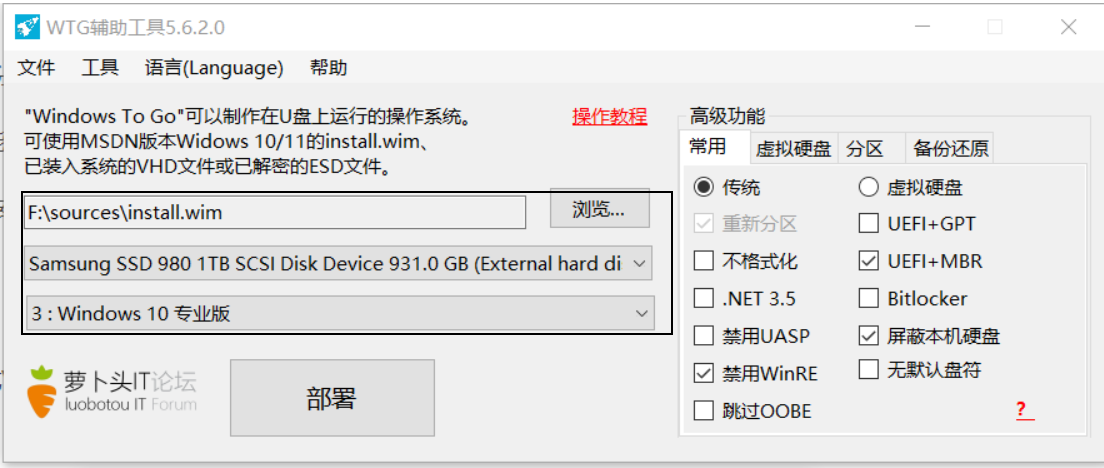 WTG辅助工具5.6.2.0
文件 工具 语言(Language) 帮助
"Windows To Go"可以制作在U盘上运行的操作系统。
可使用MSDN版本Widows 10/11的install.wim、
已装入系统的VHD文件或已解密的ESD文件。
操作教程
F:\sources\install.wim
浏览...
Samsung SSD 980 1TB SCSI Disk Device 931.0 GB (External hard di
3 : Windows 10 专业版
萝卜头IT论坛
luobotou IT Forum
部署
高级功能
常用 虚拟硬盘 分区 备份还原
传统 虚拟硬盘
重新分区 UEFI+GPT
不格式化 UEFI+MBR
.NET 3.5 Bitlocker
禁用UASP 屏蔽本机硬盘
禁用WinRE 无默认盘符
跳过OOBE ?